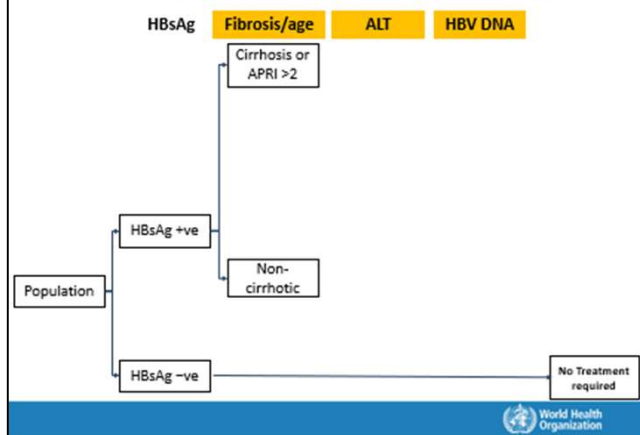 HBsAg Fibrosis/age ALT HBV DNA
Cirrhosis or
APRI >2
HBsAg +ve
Non-
cirrhotic
Population
HBsAg –ve
No Treatment
required
World Health
Organization